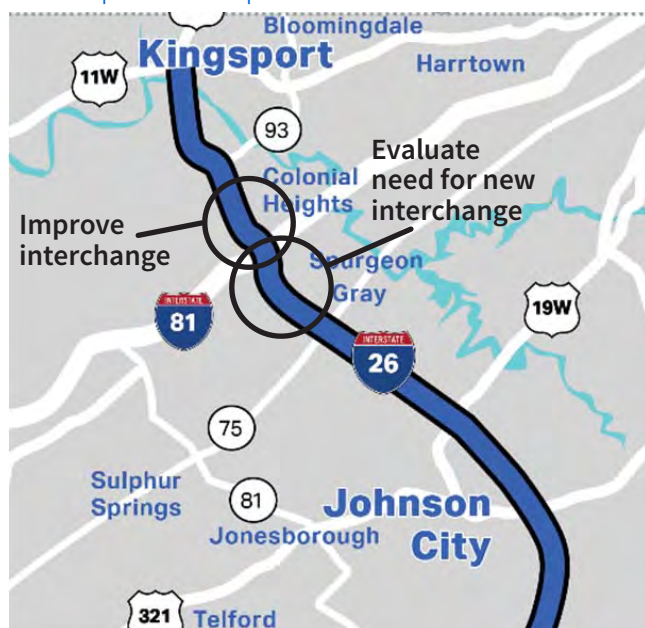 Bloomingdale
Kingsport
11W
Harrtown
93
Evaluate
need for new
interchange
Colonial
Heights
Improve
interchange
Spurgeon
Gray
INTERSTATE
81
19W
INTERSTATE
26
75
Sulphur
Springs
81
Johnson
City
Jonesborough
321
Telford